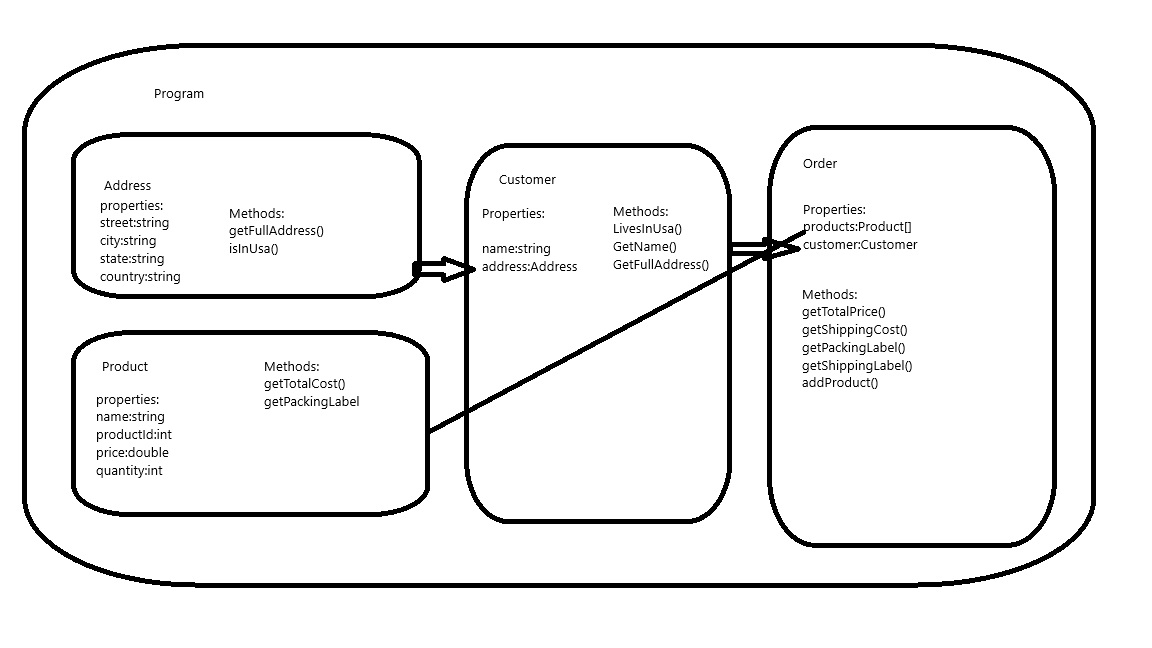 Program
Address
properties:
street:string
city:string
state:string
country:string
Methods:
getFullAddress()
isInUsa()
Product
properties:
name:string
productId:int
price:double
quantity:int
Methods:
getTotalCost()
getPackingLabel
Customer
Properties:
name:string
address:Address
Methods:
LivesInUsa()
GetName()
GetFullAddress()
Order
Properties:
products:Product[]
customer:Customer
Methods:
getTotalPrice()
getShippingCost()
getPackingLabel()
getShippingLabel()
addProduct()